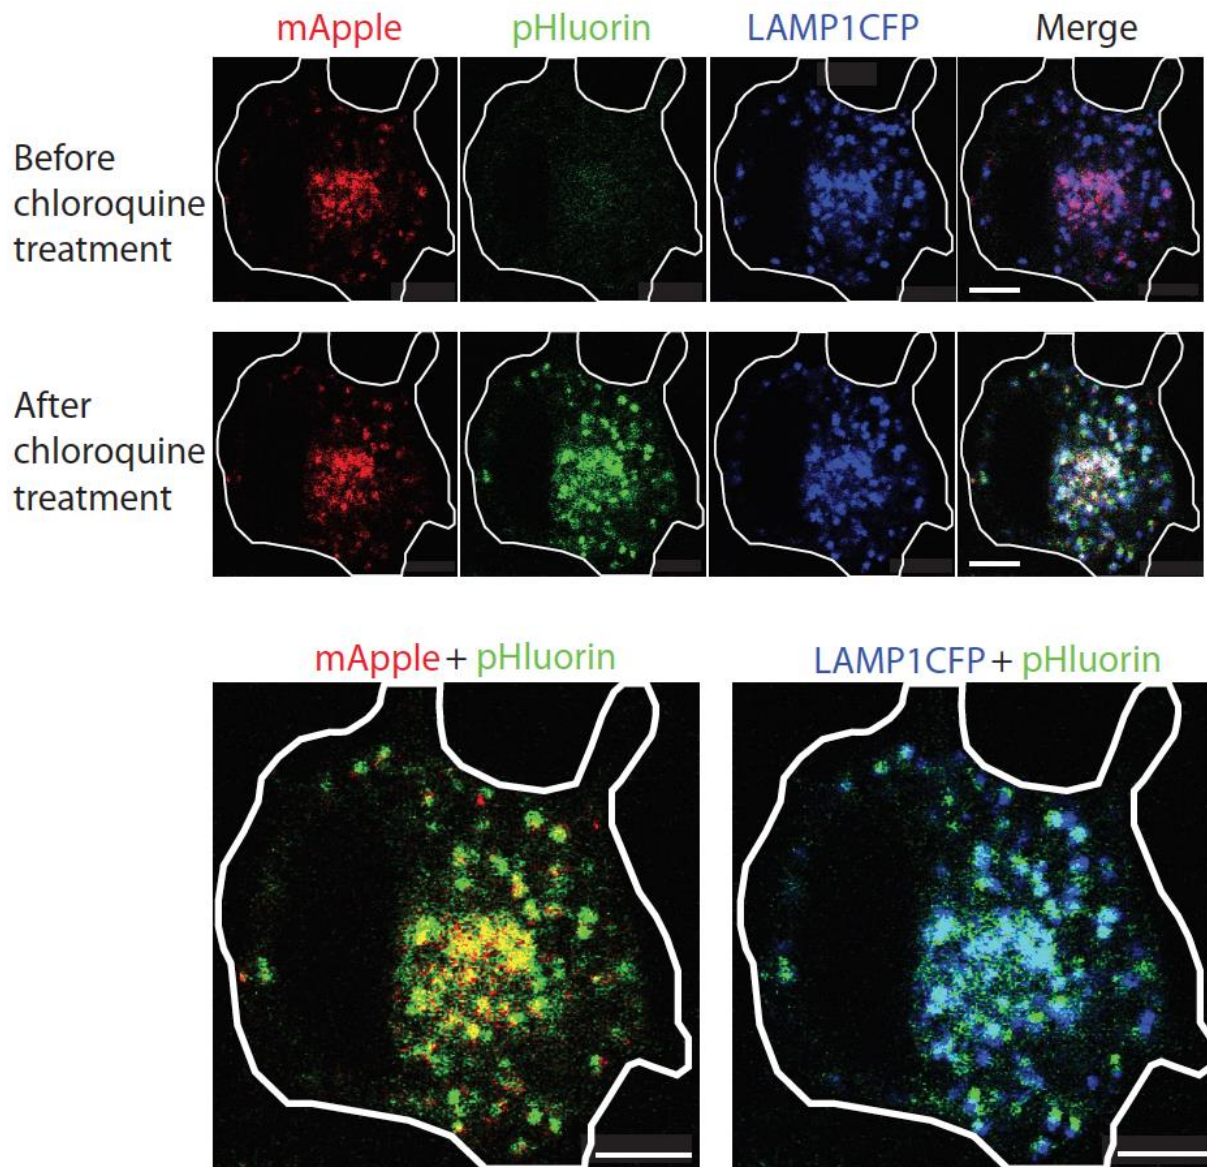 mApple pHluorin LAMP1CFP Merge
Before
chloroquine
treatment
After
chloroquine
treatment
mApple + pHluorin LAMP1CFP + pHluorin